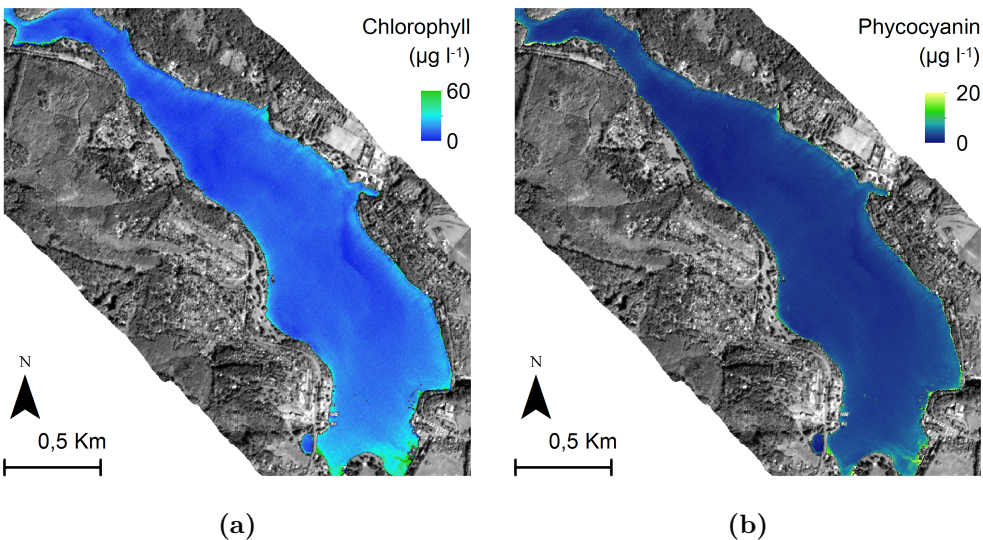 Chlorophyll
(µg l-1)
60
0
N
0,5 Km
(a)
Phycocyanin
(µg l-1)
20
0
N
0,5 Km
(b)